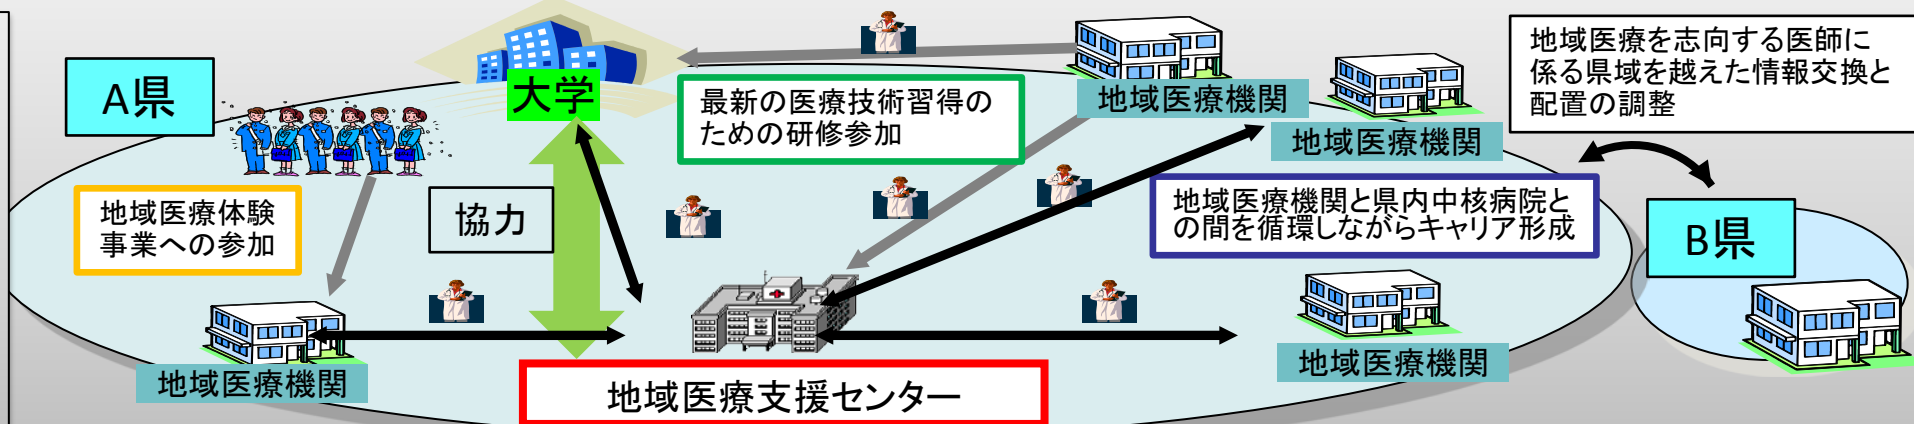 A県
大学
最新の医療技術習得の
ための研修参加
地域医療機関
地域医療機関
地域医療を志向する医師に
係る県域を越えた情報交換と
配置の調整
地域医療体験
事業への参加
協力
地域医療機関と県内中核病院と
の間を循環しながらキャリア形成
B県
地域医療機関
地域医療支援センター
地域医療機関